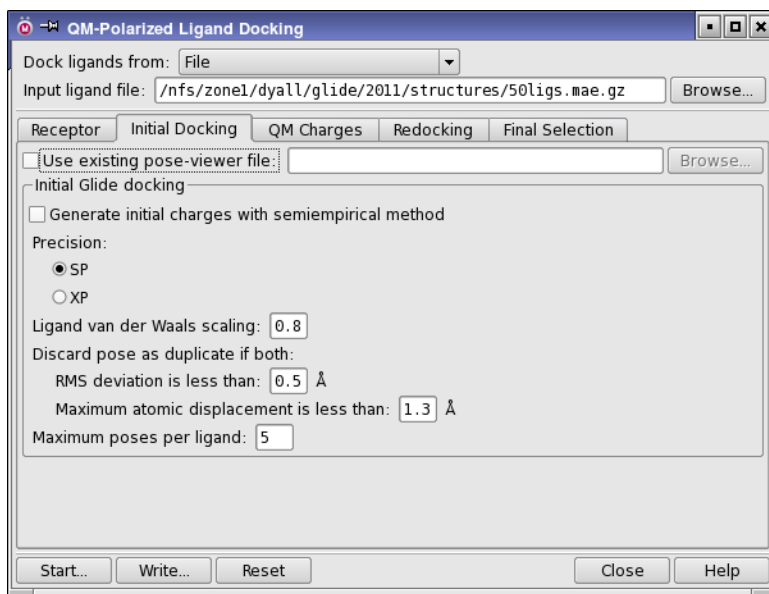 QM-Polarized Ligand Docking
Dock ligands from: File
Input ligand file: /nfs/zone1/dyall/glide/2011/structures/50ligs.mae.gz Browse...
Receptor Initial Docking QM Charges Redocking Final Selection
Use existing pose-viewer file: Browse...
Initial Glide docking
Generate initial charges with semiempirical method
Precision:
SP
XP
Ligand van der Waals scaling: 0.8
Discard pose as duplicate if both:
RMS deviation is less than: 0.5 Å
Maximum atomic displacement is less than: 1.3 Å
Maximum poses per ligand: 5
Start... Write... Reset Close Help